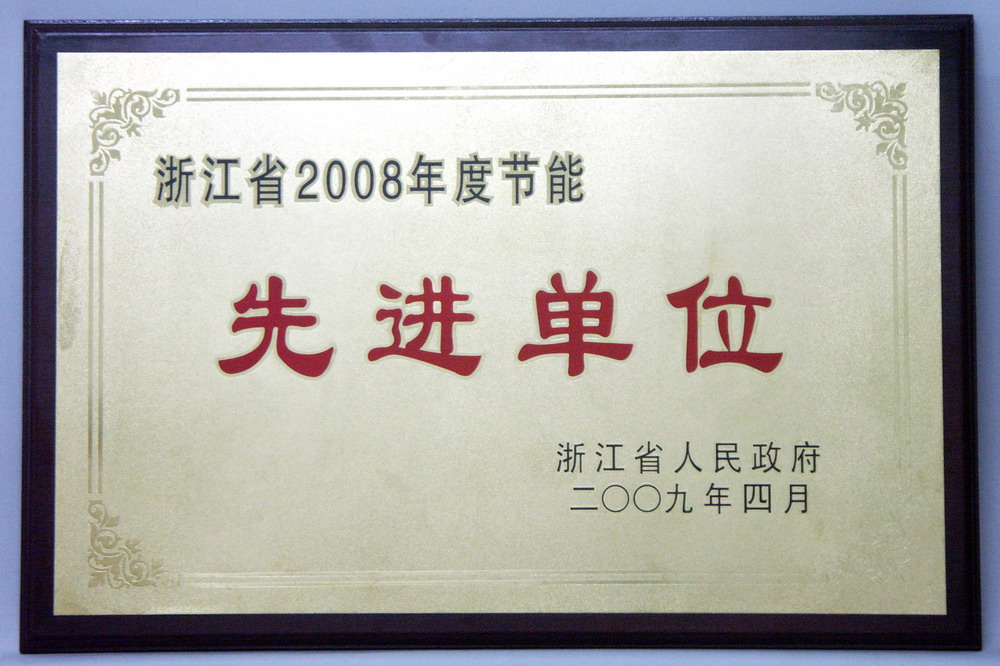 浙江省2008年度节能
先进单位
浙江省人民政府
二〇〇九年四月